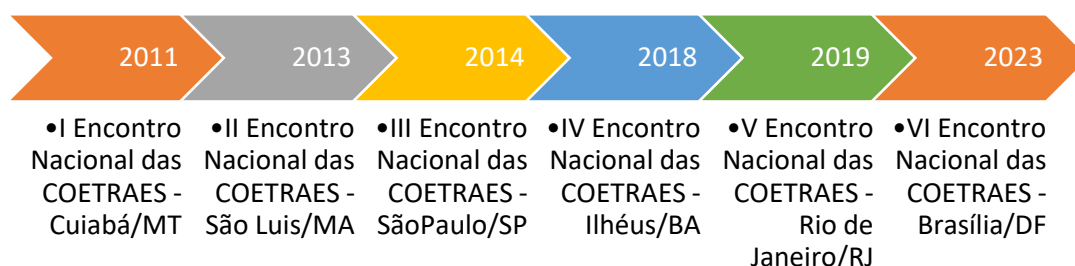 2011
2013
2014
2018
2019
2023
•I Encontro
Nacional das
COETRAES -
Cuiabá/MT
•II Encontro
Nacional das
COETRAES -
São Luis/MA
•III Encontro
Nacional das
COETRAES -
SãoPaulo/SP
•IV Encontro
Nacional das
COETRAES -
Ilhéus/BA
•V Encontro
Nacional das
COETRAES -
Rio de
Janeiro/RJ
•VI Encontro
Nacional das
COETRAES -
Brasília/DF